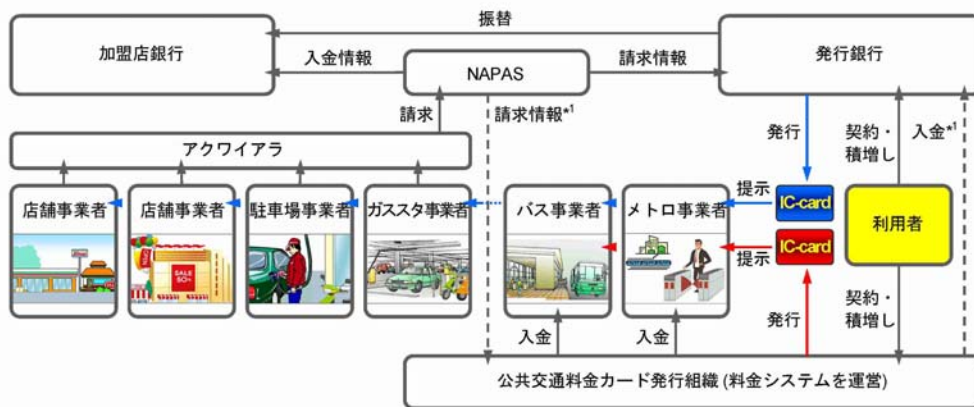 振替
加盟店銀行
発行銀行
入金情報
NAPAS
請求情報
請求
請求情報*1
発行
契約・
積増し
入金*1
アクワイアラ
店舗事業者
店舗事業者
駐車場事業者
ガススタ事業者
バス事業者
メトロ事業者
提示
IC-card
利用者
提示
IC-card
SALE
50%
入金
入金
発行
契約・
積増し
公共交通料金カード発行組織 (料金システムを運営)